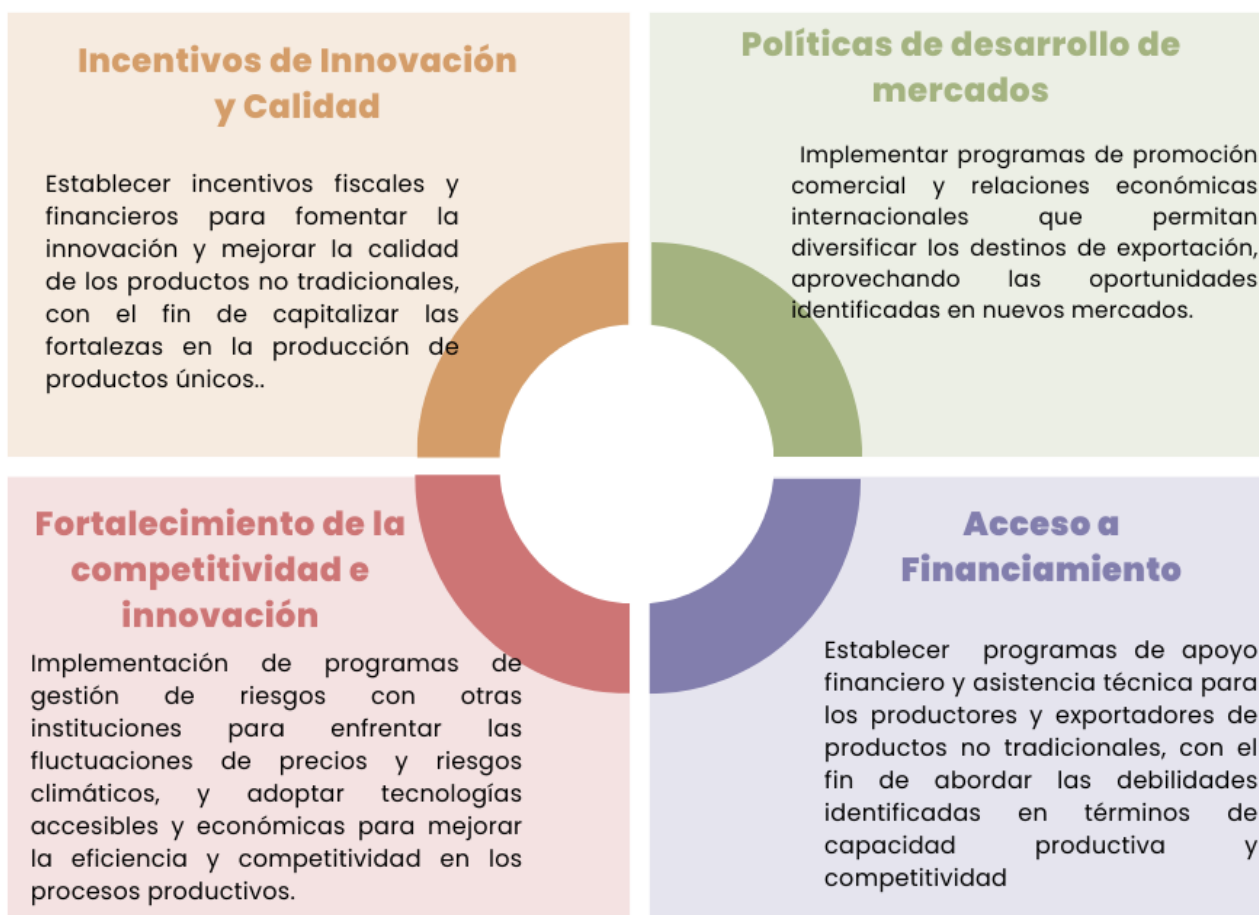 Incentivos de Innovación
y Calidad
Establecer incentivos fiscales y
financieros para fomentar la
innovación y mejorar la calidad
de los productos no tradicionales,
con el fin de capitalizar las
fortalezas en la producción de
productos únicos..
Políticas de desarrollo de
mercados
Implementar programas de promoción
comercial y relaciones económicas
internacionales que permitan
diversificar los destinos de exportación,
aprovechando las oportunidades
identificadas en nuevos mercados.
Fortalecimiento de la
competitividad e
innovación
Implementación de programas de
gestión de riesgos con otras
instituciones para enfrentar las
fluctuaciones de precios y riesgos
climáticos, y adoptar tecnologías
accesibles y económicas para mejorar
la eficiencia y competitividad en los
procesos productivos.
Acceso a
Financiamiento
Establecer programas de apoyo
financiero y asistencia técnica para
los productores y exportadores de
productos no tradicionales, con el
fin de abordar las debilidades
identificadas en términos de
capacidad productiva y
competitividad